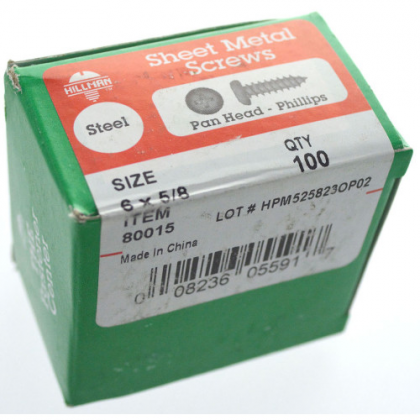 HILLMAN
Sheet Metal
Screws
Steel
Pan Head - Phillips
SIZE
6 x 5/8
QTY
100
ITEM
80015
LOT # HPM525823OP02
Made in China
0 08236 05591 7
Center